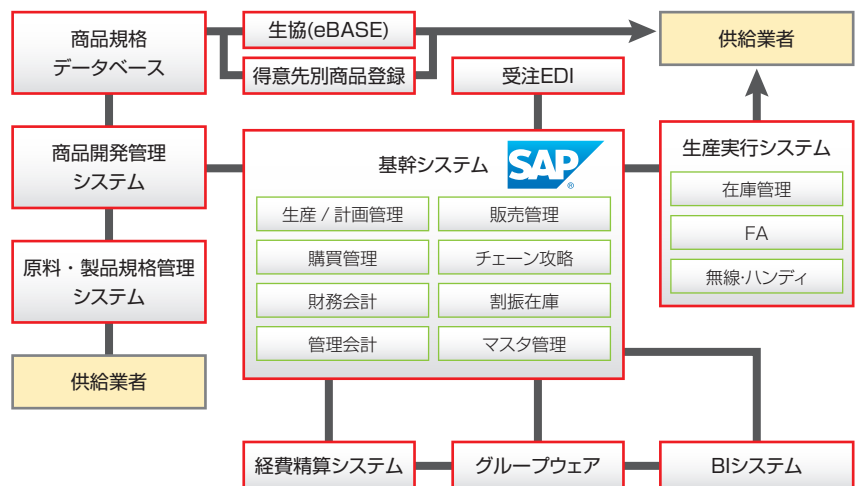 商品規格
データベース
生協(eBASE)
得意先別商品登録
受注EDI
供給業者
商品開発管理
システム
原料・製品規格管理
システム
供給業者
基幹システム
SAP
®
生産 / 計画管理
販売管理
購買管理
チェーン攻略
財務会計
割振在庫
管理会計
マスタ管理
生産実行システム
在庫管理
FA
無線・ハンディ
経費精算システム
グループウェア
BIシステム